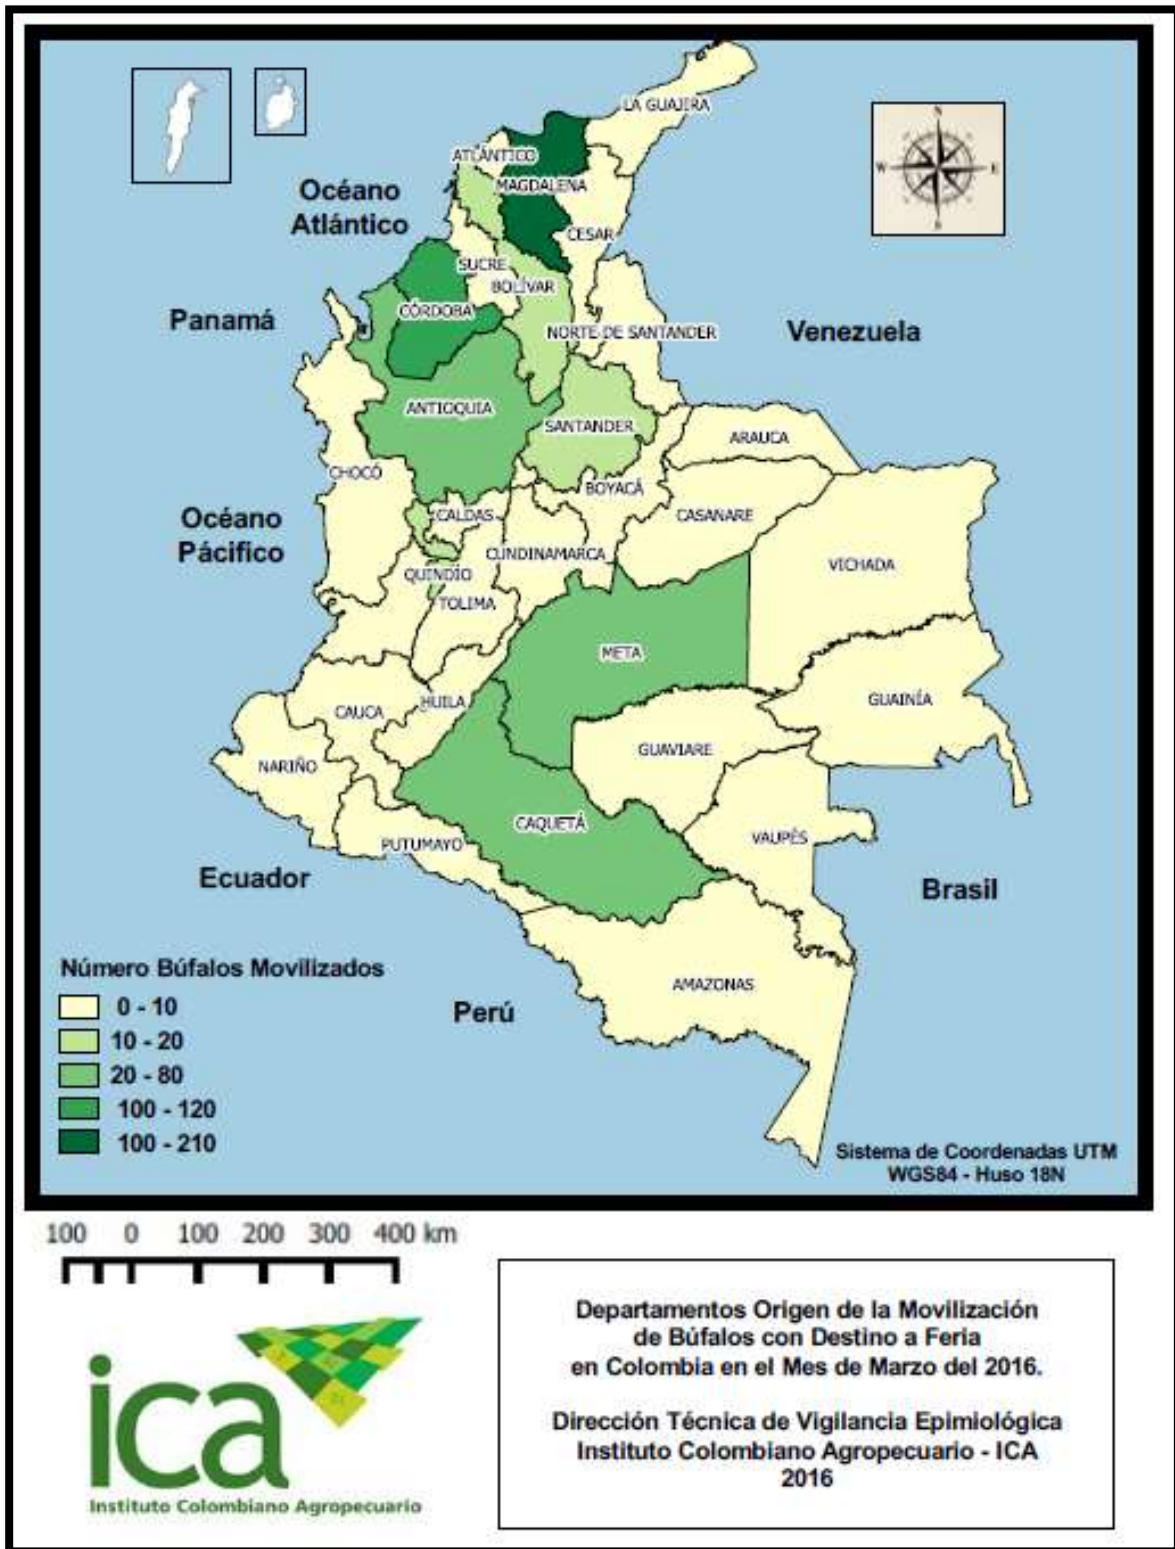 LA GUAJIRA
ATLÁNTICO
MAGDALENA
Océano
Atlántico
CESAR
SUCRE
BOLÍVAR
CÓRDOBA
Panamá
Venezuela
NORTE DE SANTANDER
ANTIOQUIA
SANTANDER
ARAUCA
CHOCÓ
BOYACÁ
Océano
Pácifico
CALDAS
CASANARE
CUNDINAMARCA
VICHADA
QUINDÍO
TOLIMA
META
HUILA
GUAINÍA
CAUCA
GUAVIARE
NARIÑO
CAQUETÁ
VAUPÉS
PUTUMAYO
Ecuador
Brasil
AMAZONAS
Perú
N
W
E
S
Número Búfalos Movilizados
0 - 10
10 - 20
20 - 80
100 - 120
100 - 210
Sistema de Coordenadas UTM
WGS84 - Huso 18N
100 0 100 200 300 400 km
ica
Instituto Colombiano Agropecuario
Departamentos Origen de la Movilización
de Búfalos con Destino a Feria
en Colombia en el Mes de Marzo del 2016.
Dirección Técnica de Vigilancia Epimiológica
Instituto Colombiano Agropecuario - ICA
2016